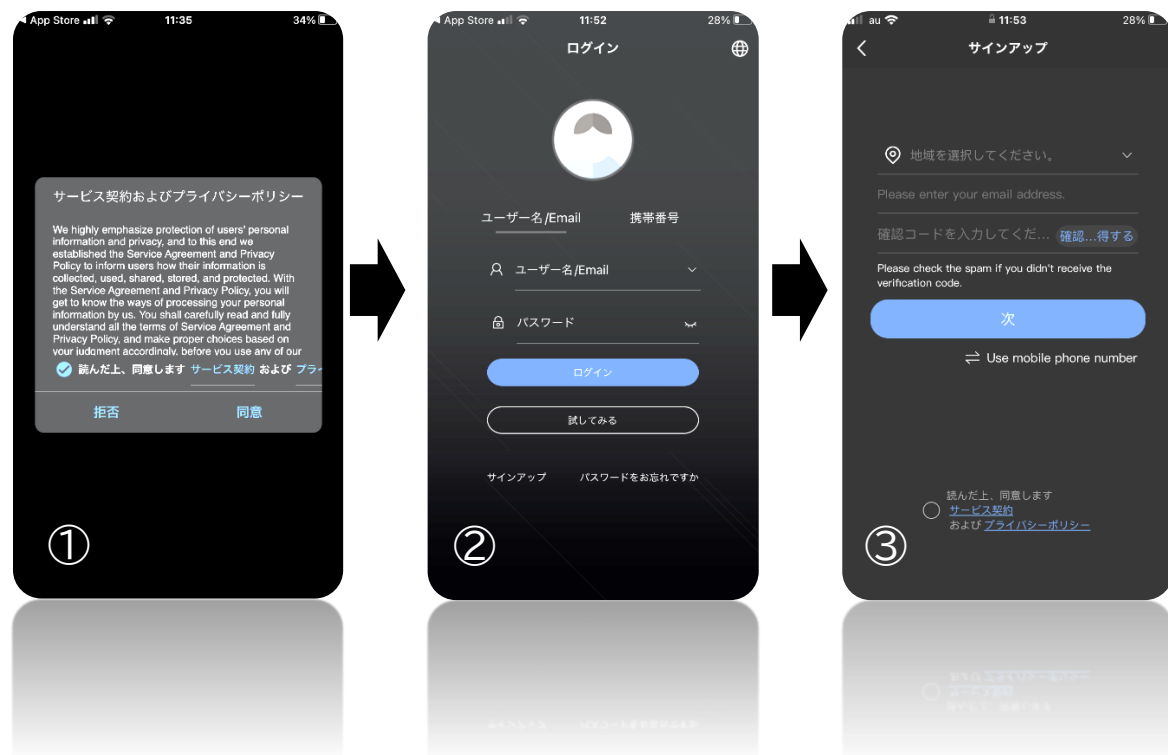 App Store 11:35 34%
サービス契約およびプライバシーポリシー
We highly emphasize protection of users' personal
information and privacy, and to this end we
established the Service Agreement and Privacy
Policy to inform users how their information is
collected, used, shared, stored, and protected. With
the Service Agreement and Privacy Policy, you will
get to know the ways of processing your personal
information by us. You shall carefully read and fully
understand all the terms of Service Agreement and
Privacy Policy, and make proper choices based on
your judgment accordingly, before you use any of our
読んだ上、同意します サービス契約 および プラ
拒否 同意
①
App Store 11:52 28%
ログイン
ユーザー名/Email 携帯番号
ユーザー名/Email
パスワード
ログイン
試してみる
サインアップ パスワードをお忘れですか
②
au 11:53 28%
サインアップ
地域を選択してください。
Please enter your email address.
確認コードを入力してくだ... 確認...得する
Please check the spam if you didn't receive the
verification code.
次
Use mobile phone number
読んだ上、同意します
サービス契約
および プライバシーポリシー
③